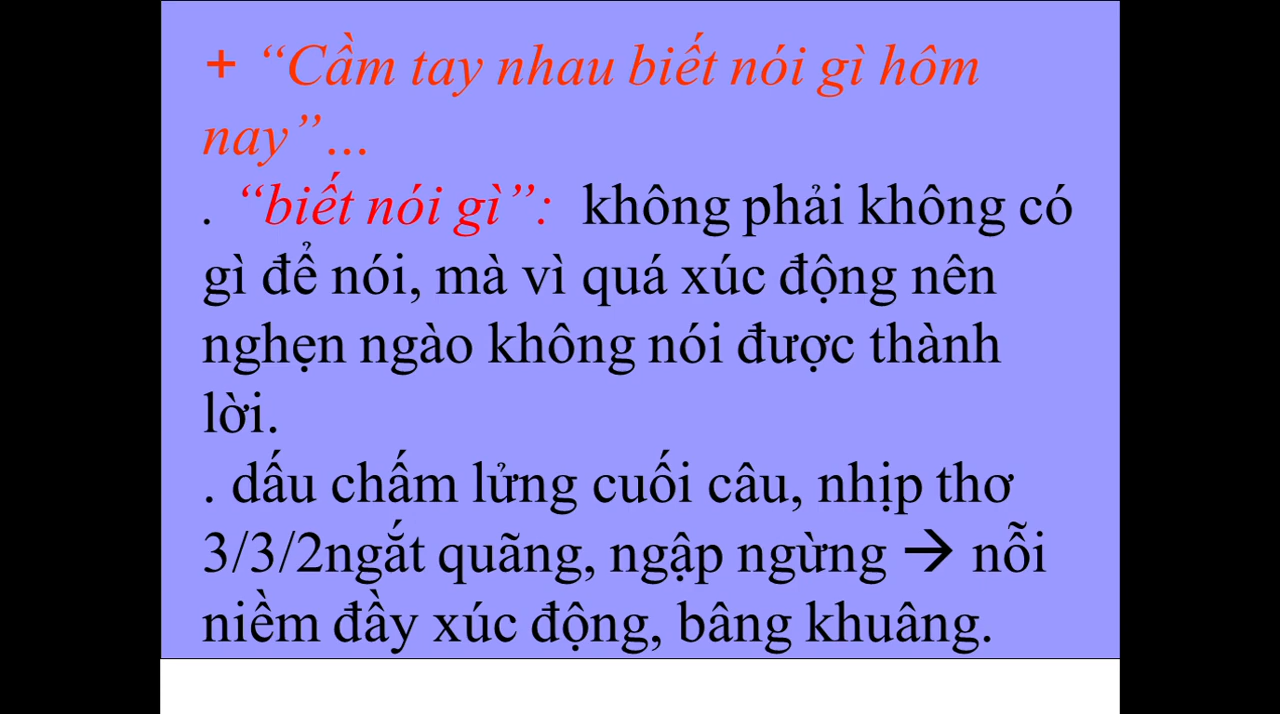 + “Cầm tay nhau biết nói gì hôm
nay”…
. “biết nói gì”: không phải không có
gì để nói, mà vì quá xúc động nên
nghẹn ngào không nói được thành
lời.
. dấu chấm lửng cuối câu, nhịp thơ
3/3/2ngắt quãng, ngập ngừng → nỗi
niềm đầy xúc động, bâng khuâng.